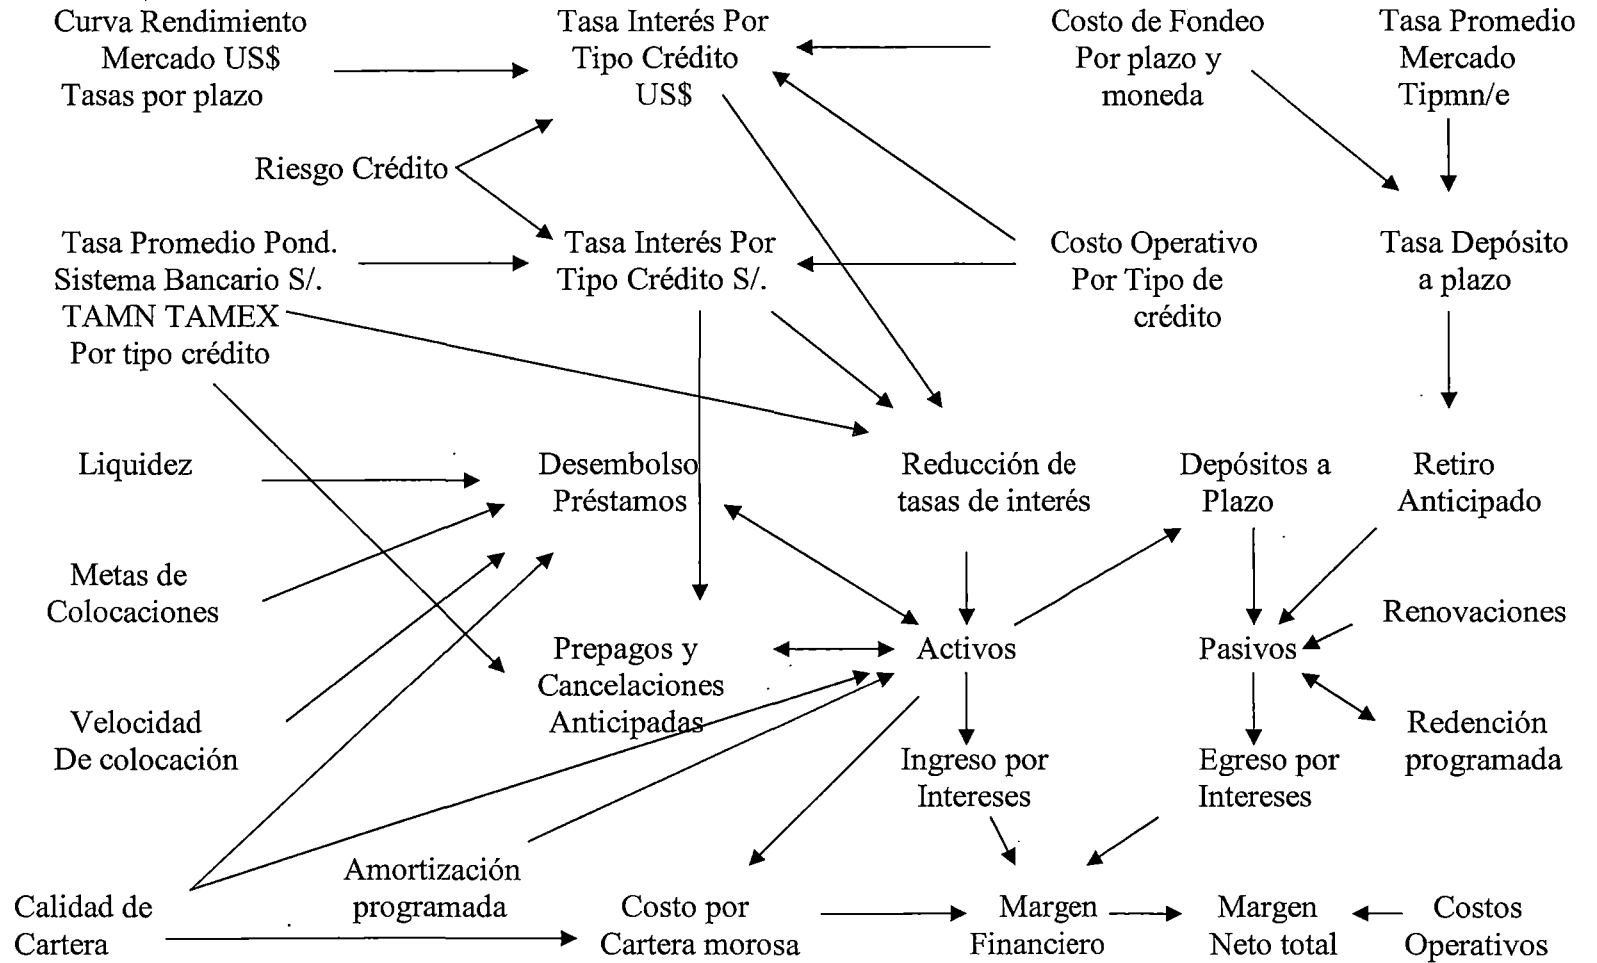 Curva Rendimiento
Mercado US$
Tasas por plazo
Tasa Interés Por
Tipo Crédito
US$
Costo de Fondeo
Por plazo y
moneda
Tasa Promedio
Mercado
Tipmn/e
Riesgo Crédito
Tasa Promedio Pond.
Sistema Bancario S/.
TAMN TAMEX
Por tipo crédito
Tasa Interés Por
Tipo Crédito S/.
Costo Operativo
Por Tipo de
crédito
Tasa Depósito
a plazo
Liquidez
Desembolso
Préstamos
Reducción de
tasas de interés
Depósitos a
Plazo
Retiro
Anticipado
Metas de
Colocaciones
Renovaciones
Prepagos y
Cancelaciones
Anticipadas
Activos
Pasivos
Velocidad
De colocación
Ingreso por
Intereses
Egreso por
Intereses
Redención
programada
Amortización
programada
Calidad de
Cartera
Costo por
Cartera morosa
Margen
Financiero
Margen
Neto total
Costos
Operativos